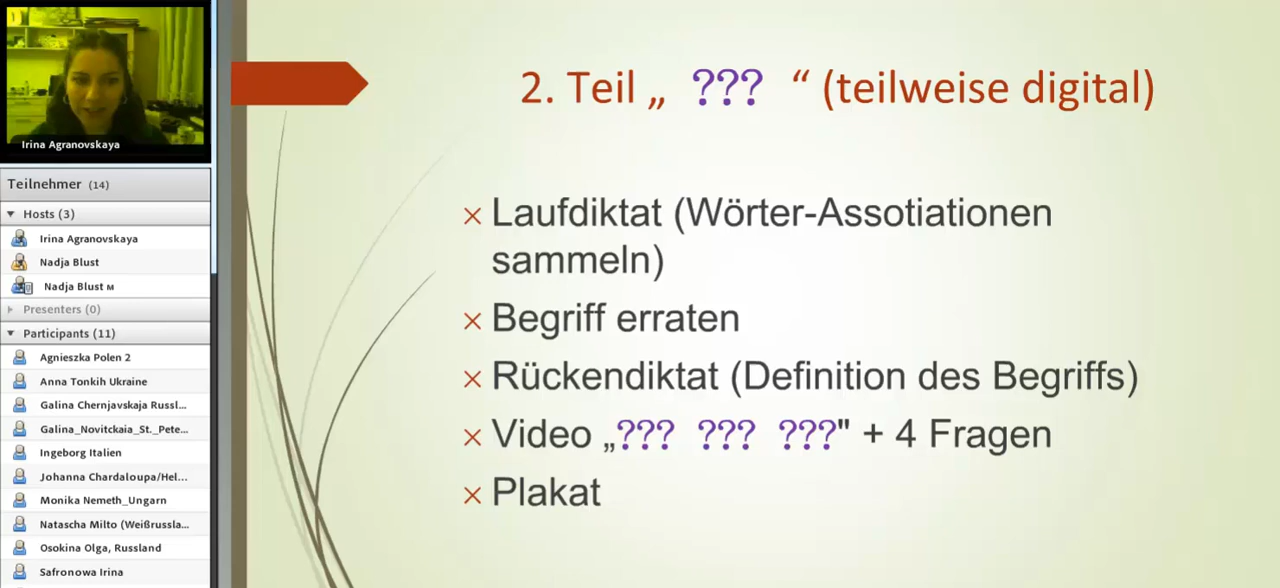 Irina Agranovskaya
Teilnehmer (14)
Hosts (3)
Irina Agranovskaya
Nadja Blust
Nadja Blust м
Presenters (0)
Participants (11)
Agnieszka Polen 2
Anna Tonkih Ukraine
Galina Chernjavskaja Russl...
Galina_Novitckaia_St._Pete...
Ingeborg Italien
Johanna Chardaloupa/Hel...
Monika Nemeth_Ungarn
Natascha Milto (Weißrussla...
Osokina Olga, Russland
Safronowa Irina
2. Teil „ ??? “ (teilweise digital)
Laufdiktat (Wörter-Assotiationen
sammeln)
Begriff erraten
Rückendiktat (Definition des Begriffs)
Video „??? ??? ???" + 4 Fragen
Plakat